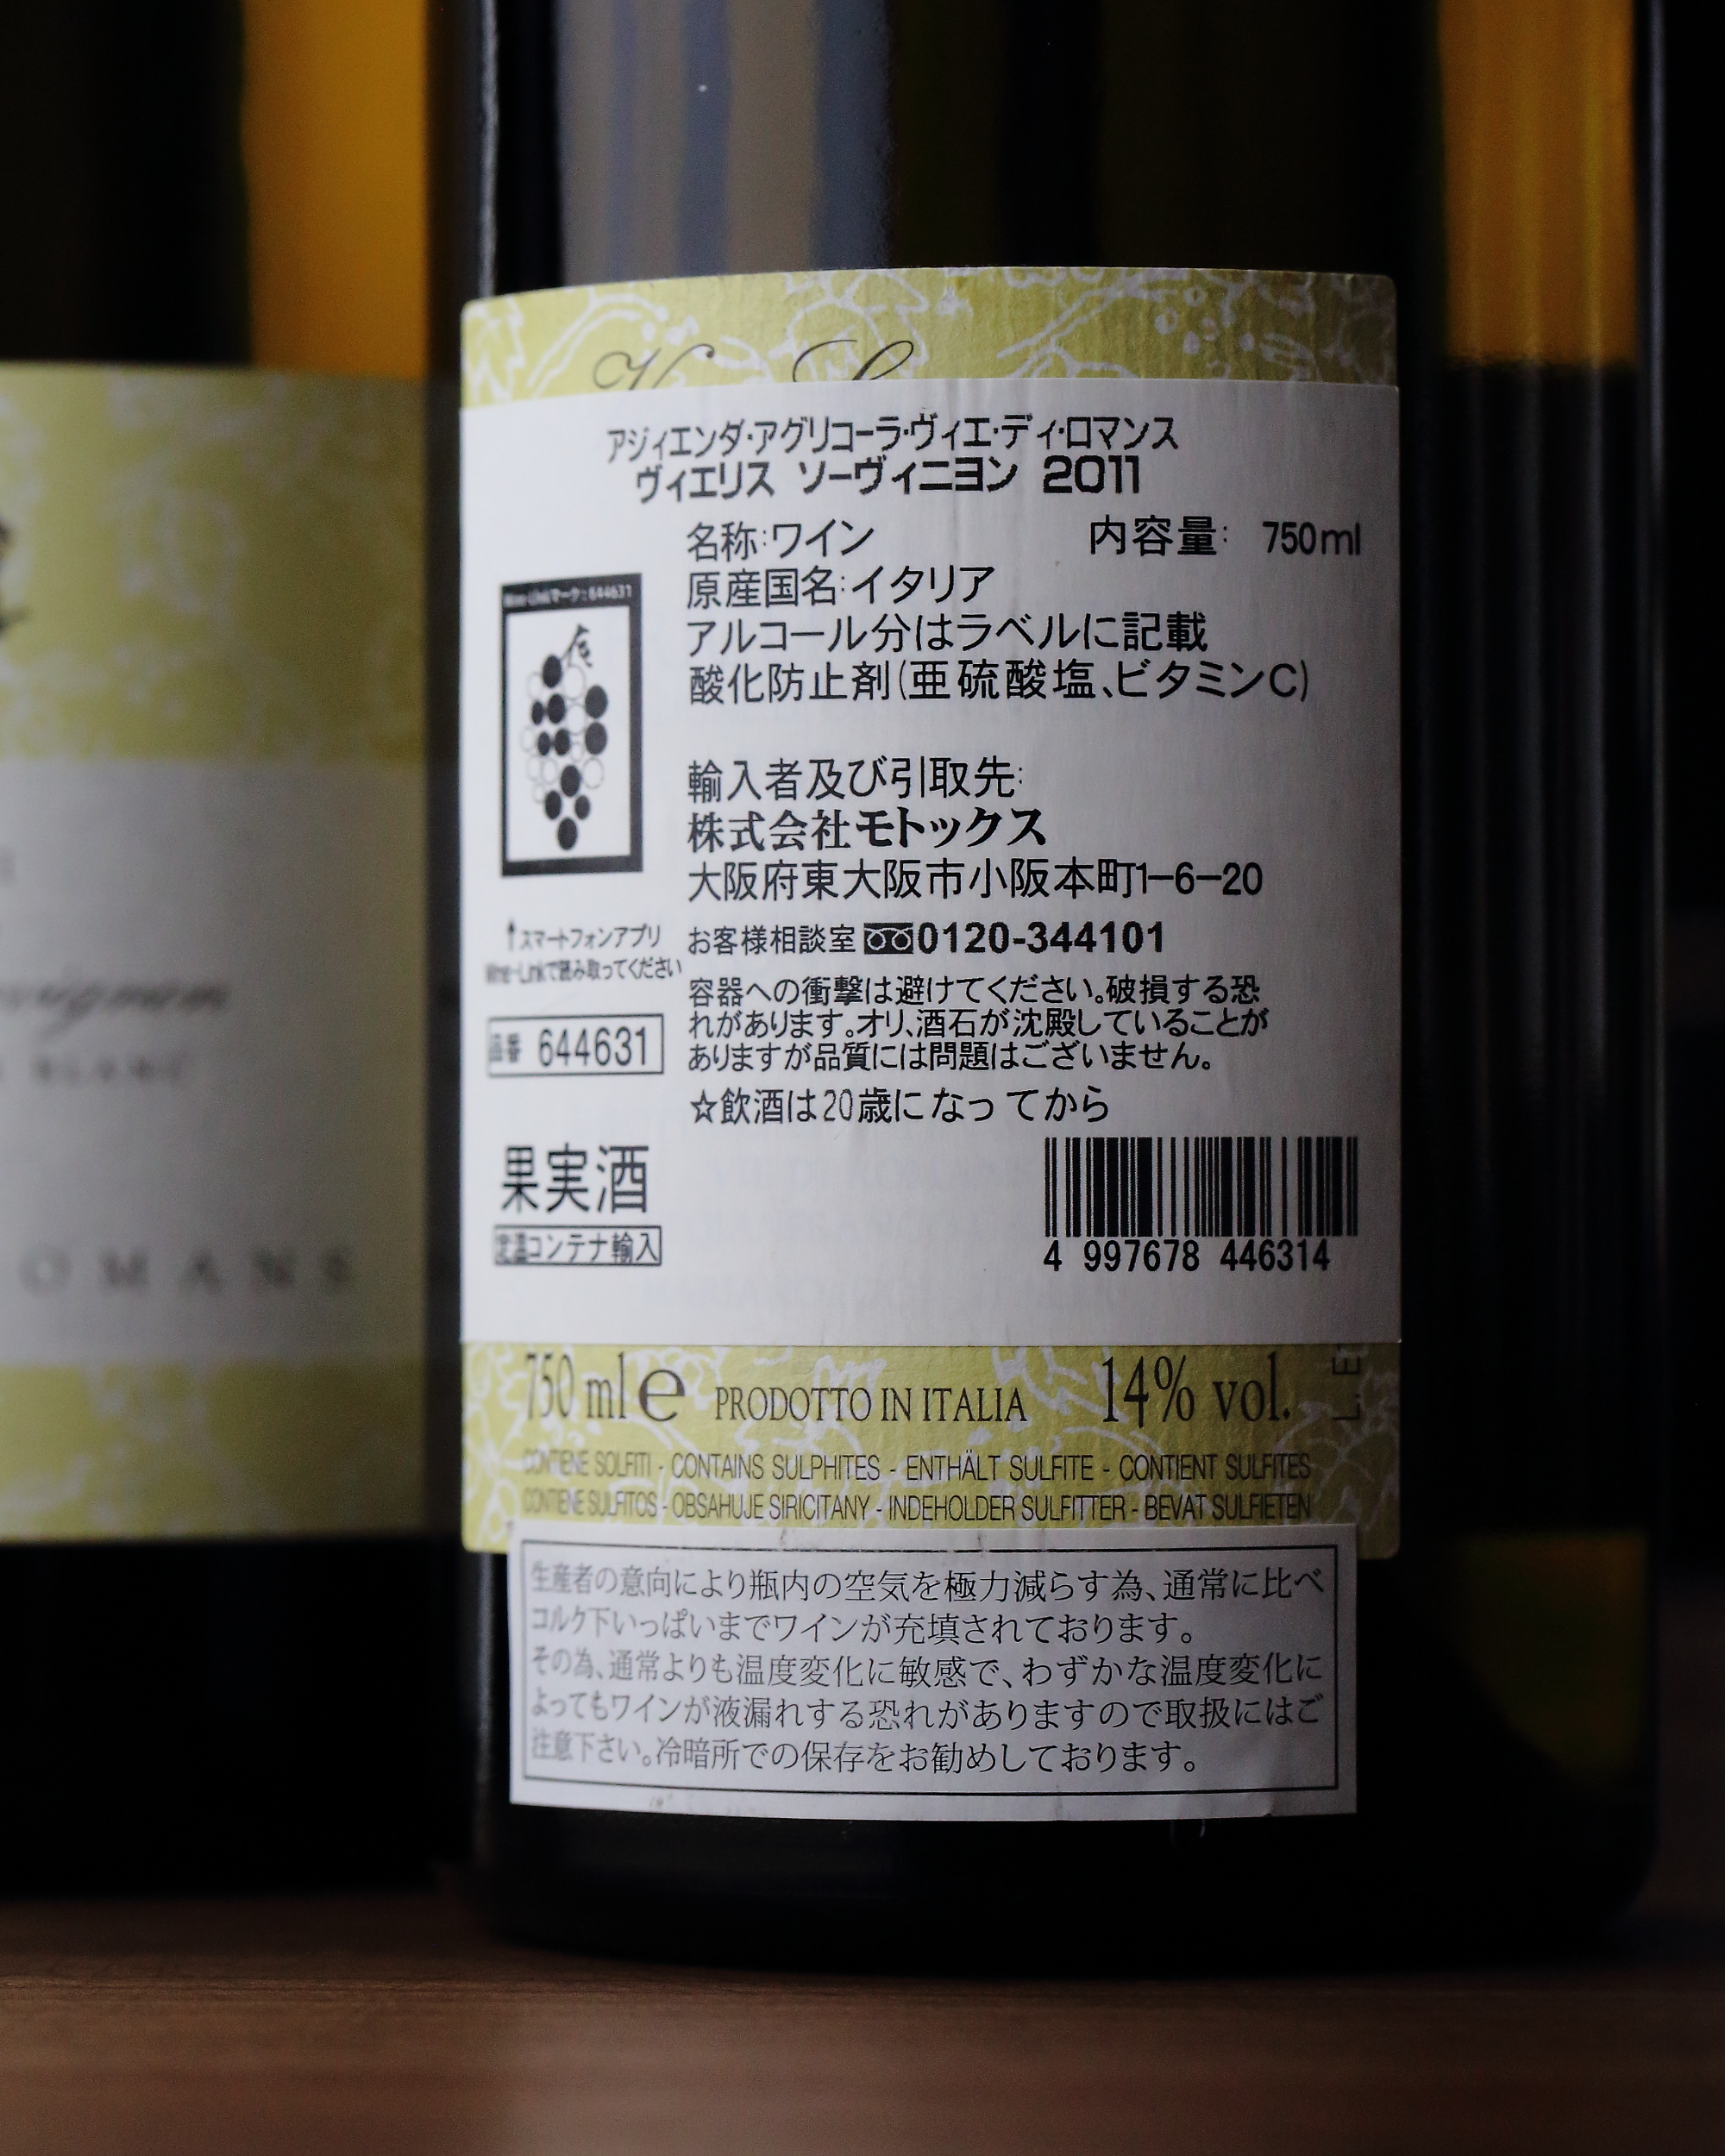 アジィエンダ・アグリコーラ・ヴィエ・ディ・ロマンス
ヴィエリス ソーヴィニヨン 2011
名称:ワイン 内容量: 750ml
原産国名:イタリア
アルコール分はラベルに記載
酸化防止剤(亜硫酸塩、ビタミンC)
Wine-Linkマーク:644631
輸入者及び引取先:
株式会社モトックス
大阪府東大阪市小阪本町1-6-20
お客様相談室 0120-344101
↑スマートフォンアプリ
Wine-Linkで読み取ってください
容器への衝撃は避けてください。破損する恐
れがあります。オリ、酒石が沈殿していることが
ありますが品質には問題はございません。
品番 644631
☆飲酒は20歳になってから
果実酒
定温コンテナ輸入
4 997678 446314
750 ml e PRODOTTO IN ITALIA 14% vol.
CONTIENE SOLFITI - CONTAINS SULPHITES - ENTHÄLT SULFITE - CONTIENT SULFITES
CONTIENE SULFITOS - OBSAHUJE SIRICITANY - INDEHOLDER SULFITTER - BEVAT SULFIETEN
生産者の意向により瓶内の空気を極力減らす為、通常に比べ
コルク下いっぱいまでワインが充填されております。
その為、通常よりも温度変化に敏感で、わずかな温度変化に
よってもワインが液漏れする恐れがありますので取扱にはご
注意下さい。冷暗所での保存をお勧めしております。
BLANC
OMANS